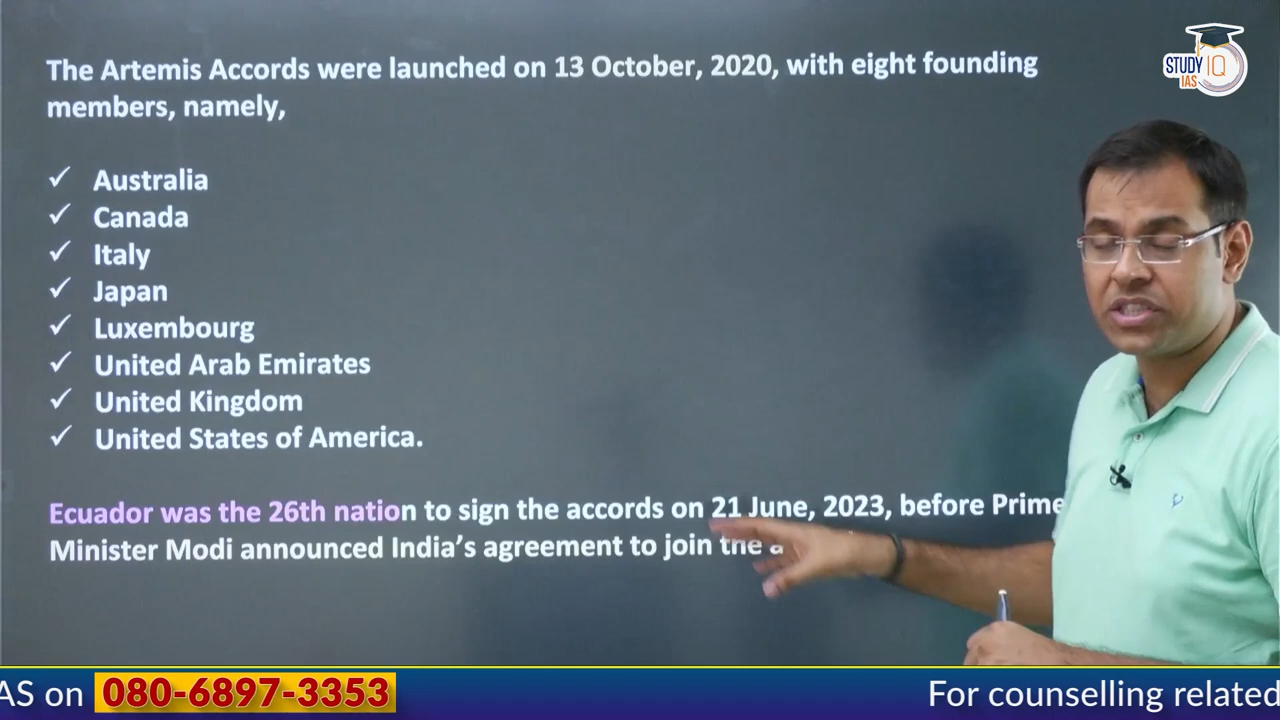 The Artemis Accords were launched on 13 October, 2020, with eight founding
members, namely,
✓ Australia
✓ Canada
✓ Italy
✓ Japan
✓ Luxembourg
✓ United Arab Emirates
✓ United Kingdom
✓ United States of America.
Ecuador was the 26th nation to sign the accords on 21 June, 2023, before Prime
Minister Modi announced India’s agreement to join the
STUDY IQ
IAS
AS on 080-6897-3353 For counselling related